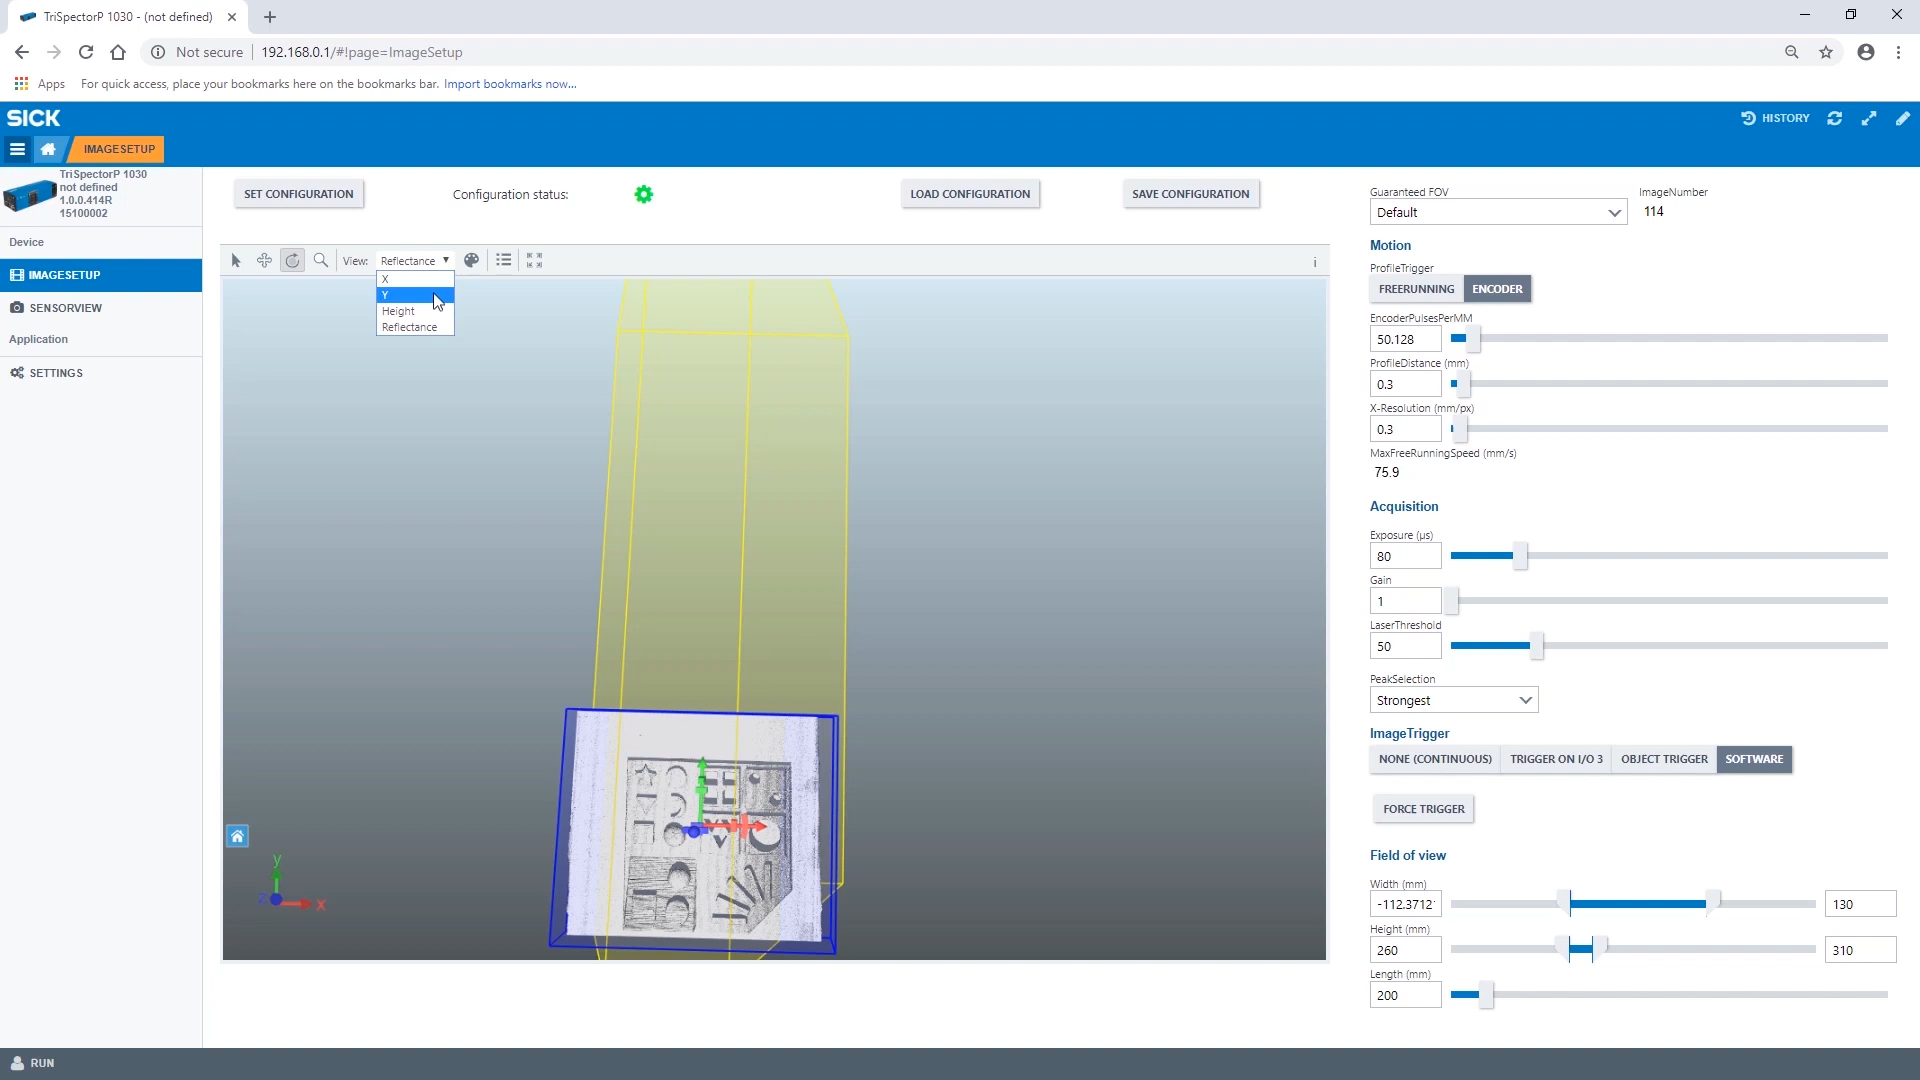 TriSpectorP 1030 - (not defined)
Not secure
192.168.0.1/#!page=ImageSetup
Apps
For quick access, place your bookmarks here on the bookmarks bar. Import bookmarks now...
SICK
HISTORY
IMAGESETUP
TriSpectorP 1030
not defined
1.0.0.414R
15100002
Device
IMAGESETUP
SENSORVIEW
Application
SETTINGS
SET CONFIGURATION
Configuration status:
LOAD CONFIGURATION
SAVE CONFIGURATION
View: Reflectance
i
X
Y
Height
Reflectance
y
z
x
Guaranteed FOV
Default
ImageNumber
114
Motion
ProfileTrigger
FREERUNNING ENCODER
EncoderPulsesPerMM
50.128
ProfileDistance (mm)
0.3
X-Resolution (mm/px)
0.3
MaxFreeRunningSpeed (mm/s)
75.9
Acquisition
Exposure (µs)
80
Gain
1
LaserThreshold
50
PeakSelection
Strongest
ImageTrigger
NONE (CONTINUOUS) TRIGGER ON I/O 3 OBJECT TRIGGER SOFTWARE
FORCE TRIGGER
Field of view
Width (mm)
-112.3712 130
Height (mm)
260 310
Length (mm)
200
RUN